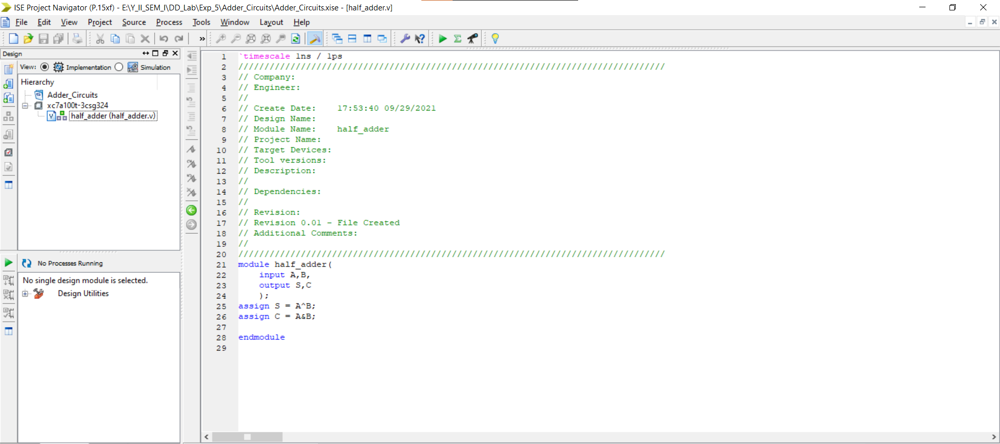 ISE Project Navigator (P.15xf) - E:\Y_II_SEM_I\DD_Lab\Exp_5\Adder_Circuits\Adder_Circuits.xise - [half_adder.v]
File Edit View Project Source Process Tools Window Layout Help
»
Design
View: Implementation Simulation
Hierarchy
Adder_Circuits
xc7a100t-3csg324
half_adder (half_adder.v)
No Processes Running
No single design module is selected.
Design Utilities
1 `timescale 1ns / 1ps
2 //////////////////////////////////////////////////////////////////////////////////
3 // Company:
4 // Engineer:
5 //
6 // Create Date:    17:53:40 09/29/2021
7 // Design Name:
8 // Module Name:    half_adder
9 // Project Name:
10 // Target Devices:
11 // Tool versions:
12 // Description:
13 //
14 // Dependencies:
15 //
16 // Revision:
17 // Revision 0.01 - File Created
18 // Additional Comments:
19 //
20 //////////////////////////////////////////////////////////////////////////////////
21 module half_adder(
22     input A,B,
23     output S,C
24     );
25 assign S = A^B;
26 assign C = A&B;
27
28 endmodule
29